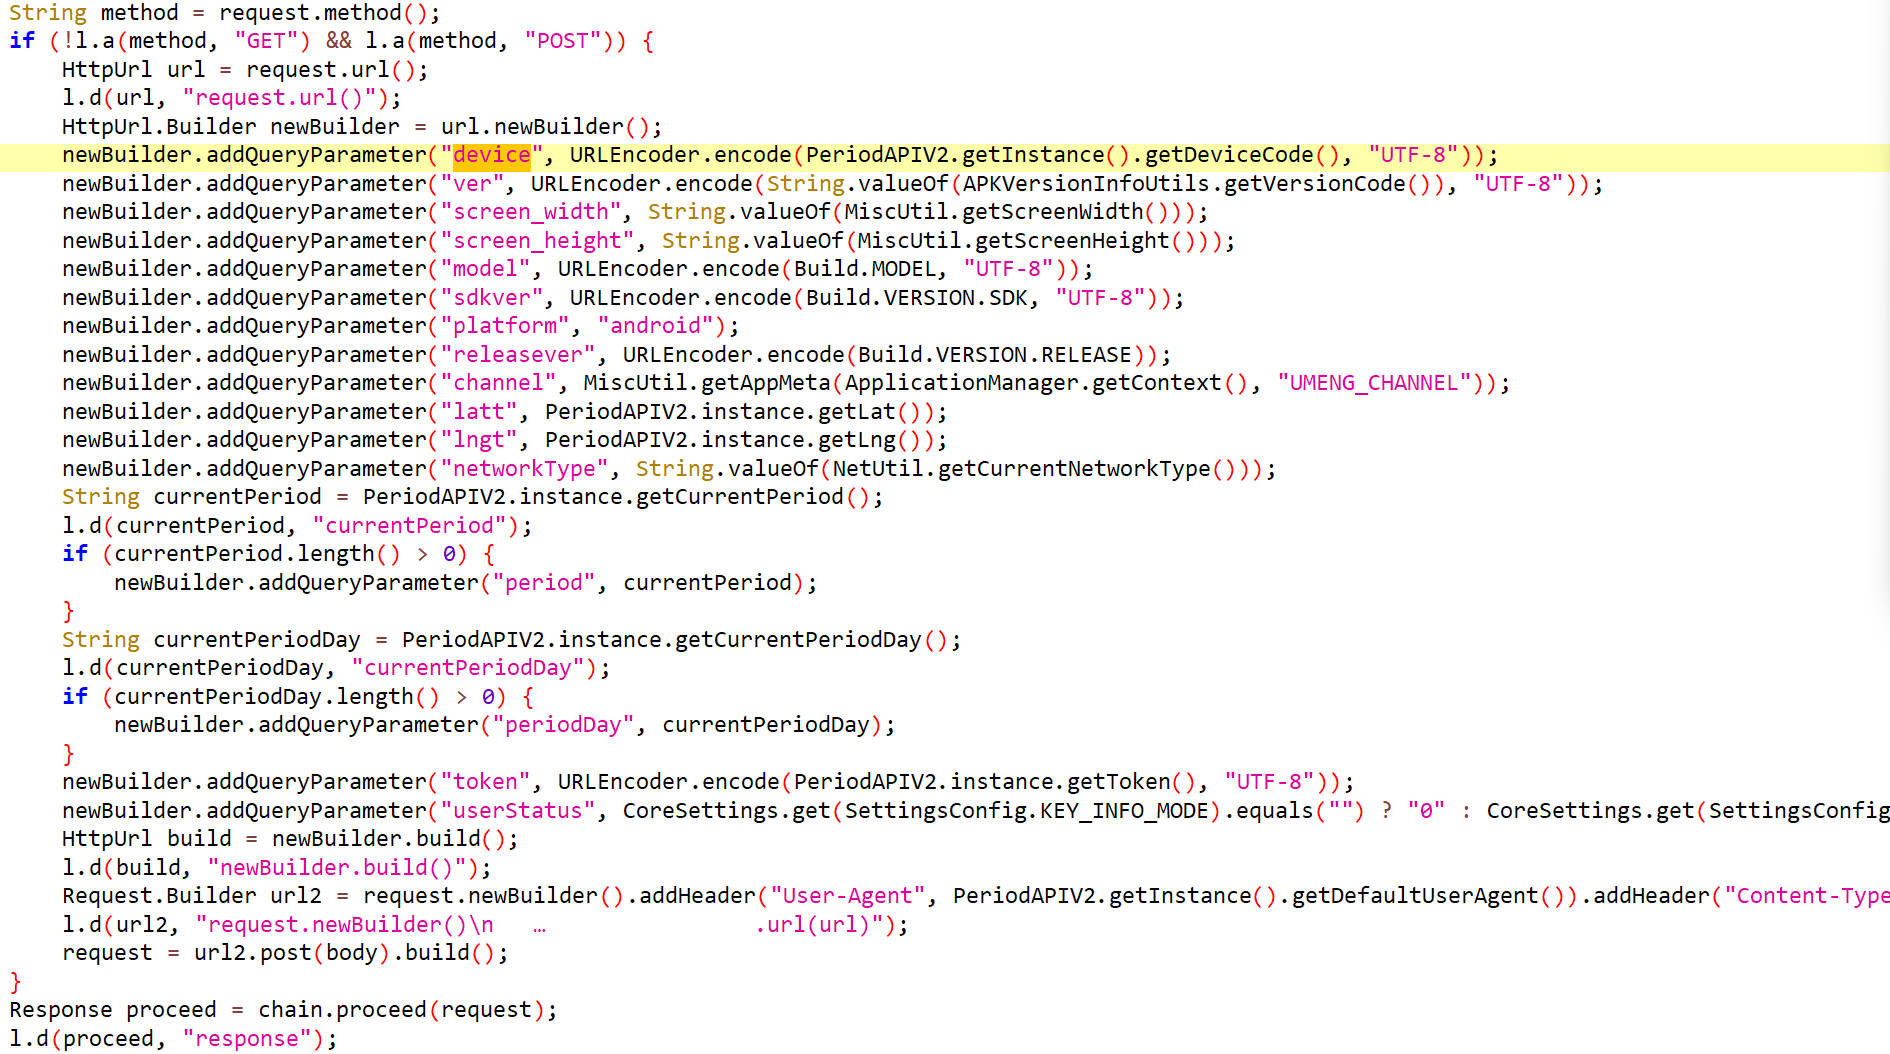 String method = request.method();
if (!l.a(method, "GET") && l.a(method, "POST")) {
    HttpUrl url = request.url();
    l.d(url, "request.url()");
    HttpUrl.Builder newBuilder = url.newBuilder();
    newBuilder.addQueryParameter("device", URLEncoder.encode(PeriodAPIV2.getInstance().getDeviceCode(), "UTF-8"));
    newBuilder.addQueryParameter("ver", URLEncoder.encode(String.valueOf(APKVersionInfoUtils.getVersionCode()), "UTF-8"));
    newBuilder.addQueryParameter("screen_width", String.valueOf(MiscUtil.getScreenWidth()));
    newBuilder.addQueryParameter("screen_height", String.valueOf(MiscUtil.getScreenHeight()));
    newBuilder.addQueryParameter("model", URLEncoder.encode(Build.MODEL, "UTF-8"));
    newBuilder.addQueryParameter("sdkver", URLEncoder.encode(Build.VERSION.SDK, "UTF-8"));
    newBuilder.addQueryParameter("platform", "android");
    newBuilder.addQueryParameter("releasever", URLEncoder.encode(Build.VERSION.RELEASE));
    newBuilder.addQueryParameter("channel", MiscUtil.getAppMeta(ApplicationManager.getContext(), "UMENG_CHANNEL"));
    newBuilder.addQueryParameter("latt", PeriodAPIV2.instance.getLat());
    newBuilder.addQueryParameter("lngt", PeriodAPIV2.instance.getLng());
    newBuilder.addQueryParameter("networkType", String.valueOf(NetUtil.getCurrentNetworkType()));
    String currentPeriod = PeriodAPIV2.instance.getCurrentPeriod();
    l.d(currentPeriod, "currentPeriod");
    if (currentPeriod.length() > 0) {
        newBuilder.addQueryParameter("period", currentPeriod);
    }
    String currentPeriodDay = PeriodAPIV2.instance.getCurrentPeriodDay();
    l.d(currentPeriodDay, "currentPeriodDay");
    if (currentPeriodDay.length() > 0) {
        newBuilder.addQueryParameter("periodDay", currentPeriodDay);
    }
    newBuilder.addQueryParameter("token", URLEncoder.encode(PeriodAPIV2.instance.getToken(), "UTF-8"));
    newBuilder.addQueryParameter("userStatus", CoreSettings.get(SettingsConfig.KEY_INFO_MODE).equals("") ? "0" : CoreSettings.get(SettingsConfig
    HttpUrl build = newBuilder.build();
    l.d(build, "newBuilder.build()");
    Request.Builder url2 = request.newBuilder().addHeader("User-Agent", PeriodAPIV2.getInstance().getDefaultUserAgent()).addHeader("Content-Type
    l.d(url2, "request.newBuilder()\n   …                .url(url)");
    request = url2.post(body).build();
}
Response proceed = chain.proceed(request);
l.d(proceed, "response");